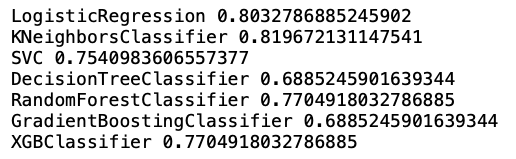 LogisticRegression 0.8032786885245902
KNeighborsClassifier 0.819672131147541
SVC 0.7540983606557377
DecisionTreeClassifier 0.6885245901639344
RandomForestClassifier 0.7704918032786885
GradientBoostingClassifier 0.6885245901639344
XGBClassifier 0.7704918032786885